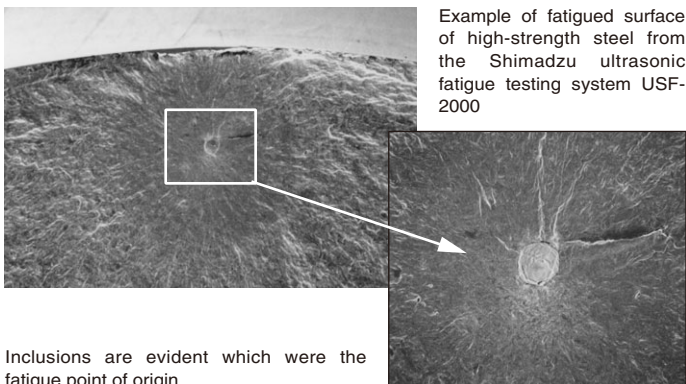 Example of fatigued surface
of high-strength steel from
the Shimadzu ultrasonic
fatigue testing system USF-
2000
Inclusions are evident which were the
fatigue point of origin